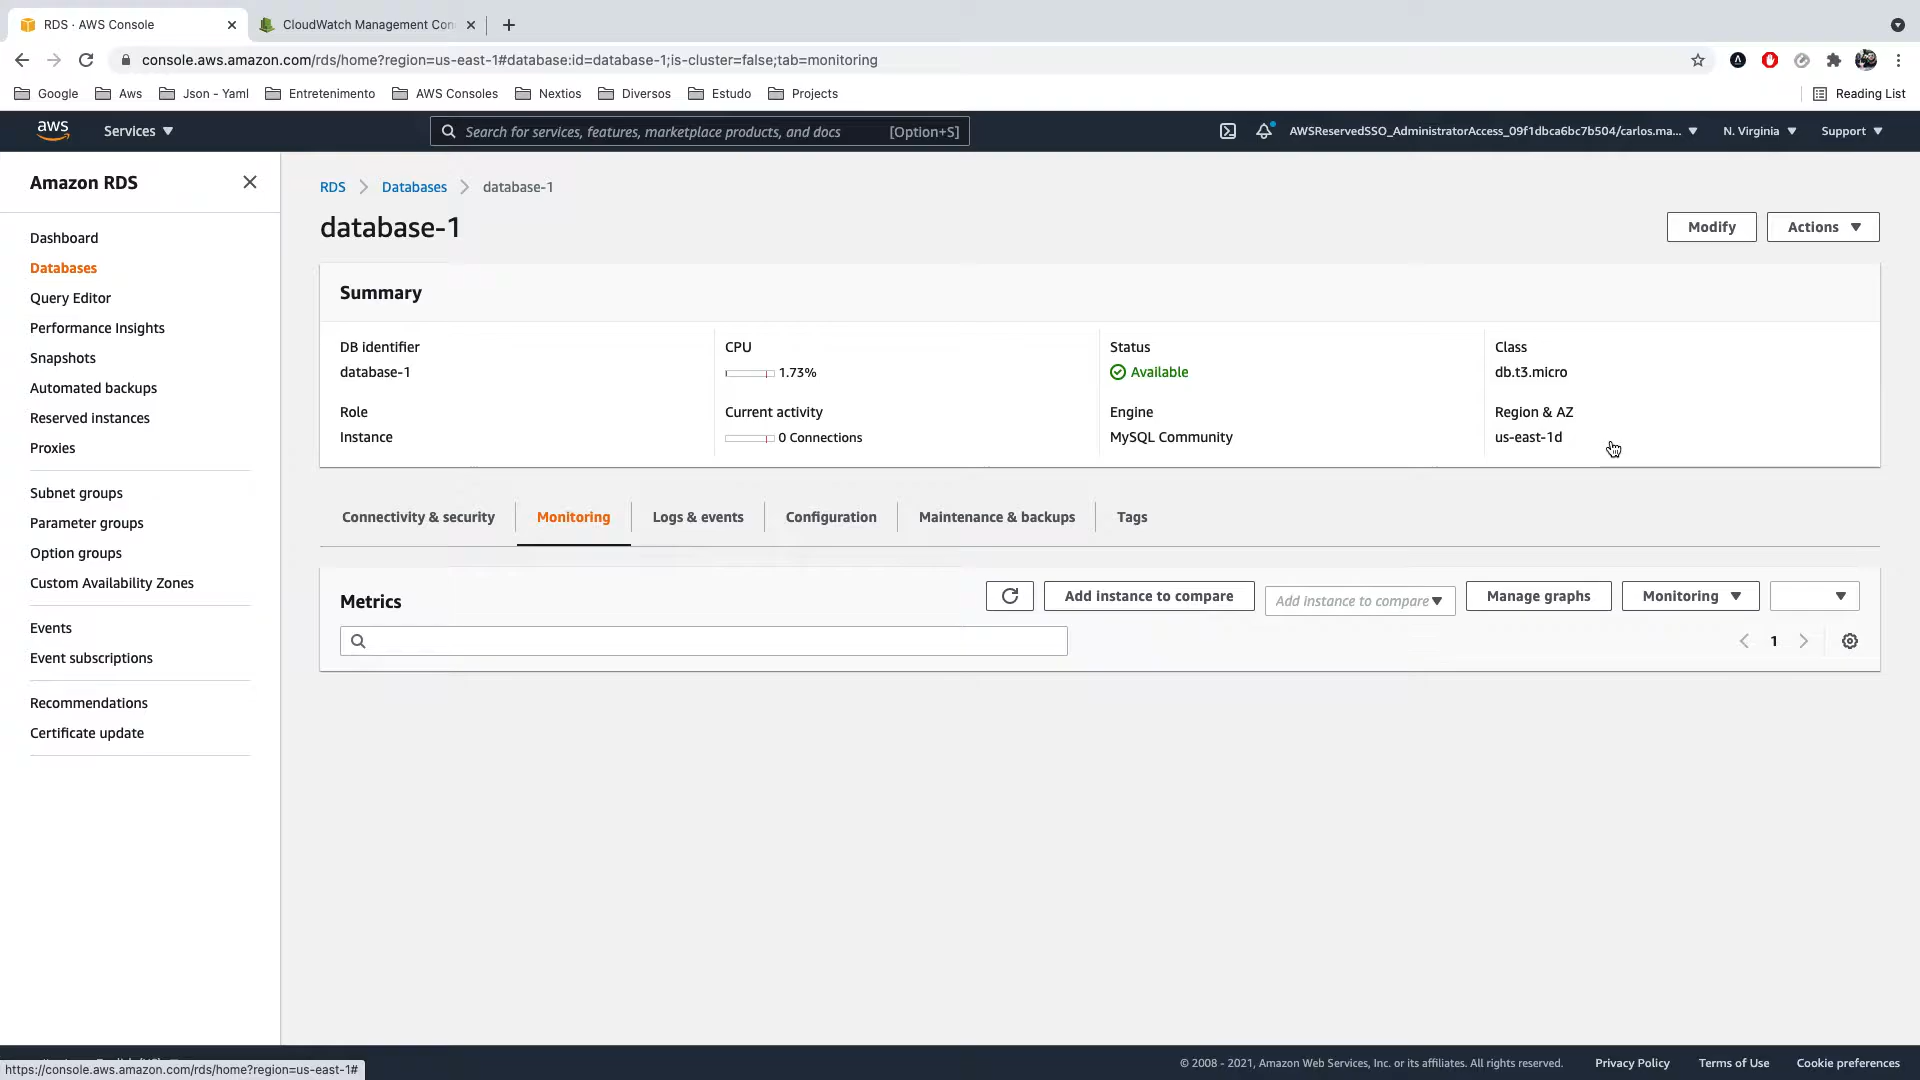 RDS · AWS Console
CloudWatch Management Con
console.aws.amazon.com/rds/home?region=us-east-1#database:id=database-1;is-cluster=false;tab=monitoring
Google
Aws
Json - Yaml
Entretenimento
AWS Consoles
Nextios
Diversos
Estudo
Projects
Reading List
aws
Services
Search for services, features, marketplace products, and docs
[Option+S]
AWSReservedSSO_AdministratorAccess_09f1dbca6bc7b504/carlos.ma...
N. Virginia
Support
Amazon RDS
Dashboard
Databases
Query Editor
Performance Insights
Snapshots
Automated backups
Reserved instances
Proxies
Subnet groups
Parameter groups
Option groups
Custom Availability Zones
Events
Event subscriptions
Recommendations
Certificate update
RDS
Databases
database-1
database-1
Modify
Actions
Summary
DB identifier
database-1
CPU
1.73%
Status
Available
Class
db.t3.micro
Role
Instance
Current activity
0 Connections
Engine
MySQL Community
Region & AZ
us-east-1d
Connectivity & security
Monitoring
Logs & events
Configuration
Maintenance & backups
Tags
Metrics
Add instance to compare
Add instance to compare
Manage graphs
Monitoring
1
https://console.aws.amazon.com/rds/home?region=us-east-1#
© 2008 - 2021, Amazon Web Services, Inc. or its affiliates. All rights reserved.
Privacy Policy
Terms of Use
Cookie preferences